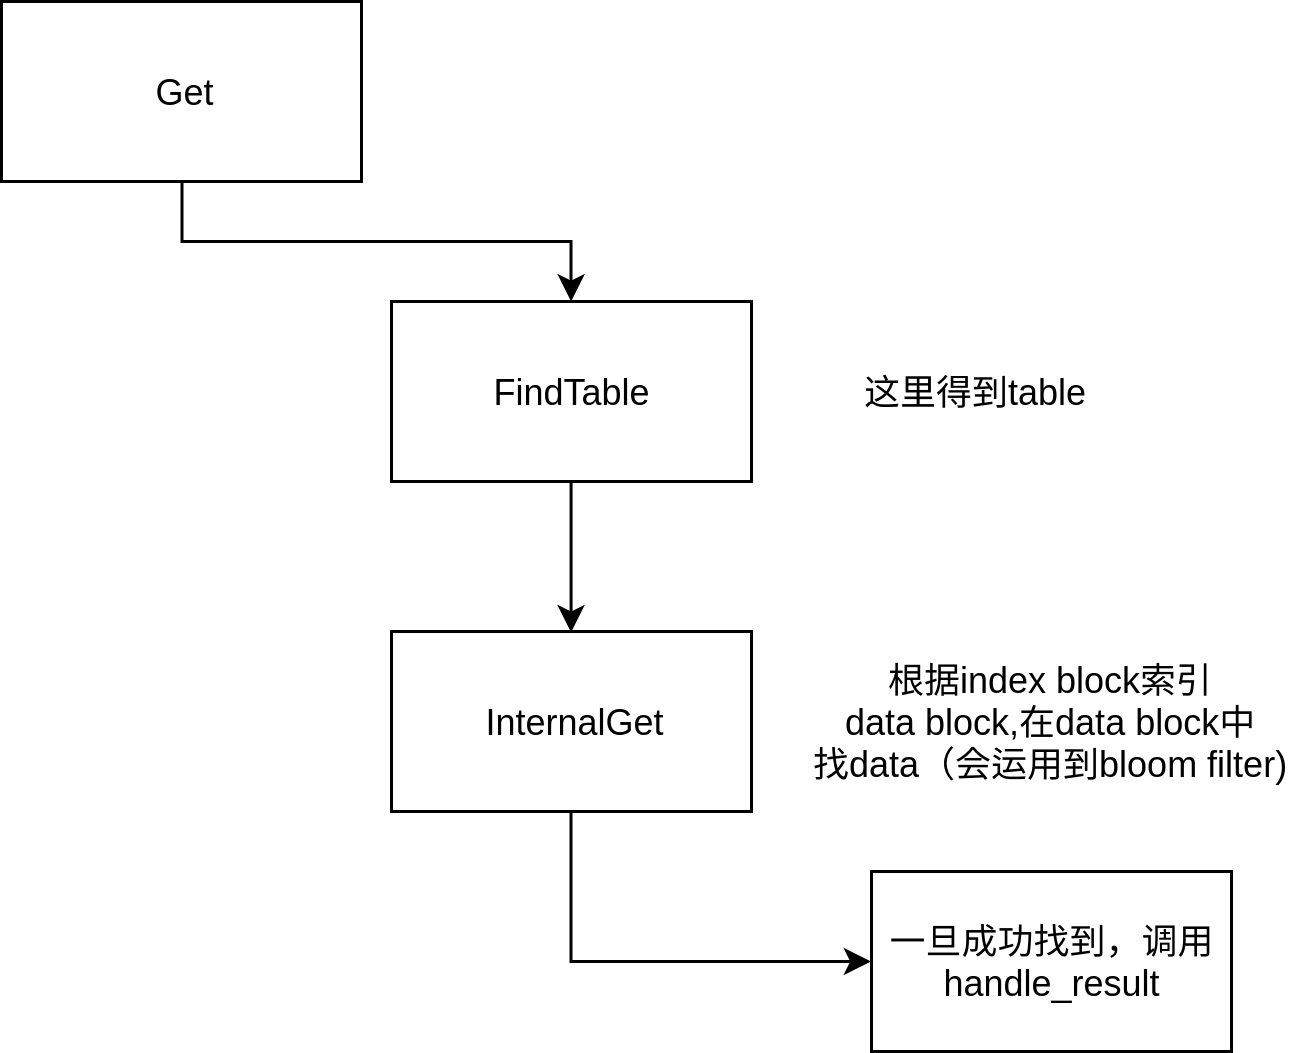 Get
FindTable
这里得到table
InternalGet
根据index block索引
data block,在data block中
找data（会运用到bloom filter)
一旦成功找到，调用
handle_result